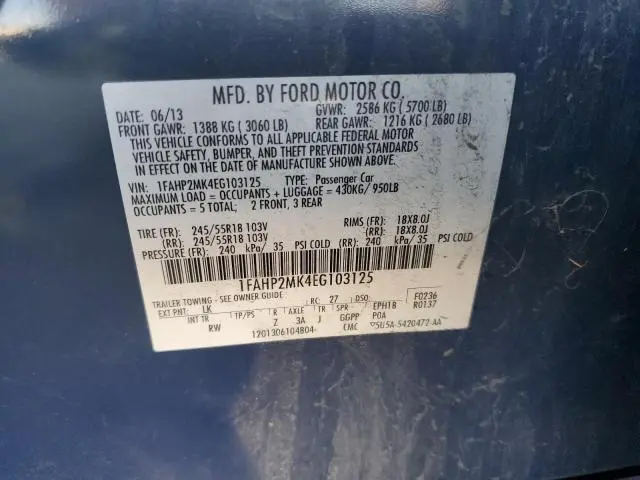 MFD. BY FORD MOTOR CO.
DATE: 06/13 GVWR: 2586 KG ( 5700 LB)
FRONT GAWR: 1388 KG ( 3060 LB) REAR GAWR: 1216 KG ( 2680 LB)
THIS VEHICLE CONFORMS TO ALL APPLICABLE FEDERAL MOTOR
VEHICLE SAFETY, BUMPER, AND THEFT PREVENTION STANDARDS
IN EFFECT ON THE DATE OF MANUFACTURE SHOWN ABOVE.
VIN: 1FAHP2MK4EG103125 TYPE: Passenger Car
MAXIMUM LOAD = OCCUPANTS + LUGGAGE = 430KG/950LB
OCCUPANTS = 5 TOTAL; 2 FRONT, 3 REAR
TIRE (FR): 245/55R18 103V RIMS (FR): 18X8.0J
(RR): 245/55R18 103V (RR): 18X8.0J
PRESSURE (FR): 240 kPa/ 35 PSI COLD (RR): 240 kPa/ 35 PSI COLD
1FAHP2MK4EG103125
TRAILER TOWING - SEE OWNER GUIDE
EXT PNT: LK RC: 27 DSO: F0236
INT TR TP/PS R AXLE TR SPR EPH1B R0137
RW Z 3A J GGPP POA
1201306104804- CMC 5U5A-5420472-AA